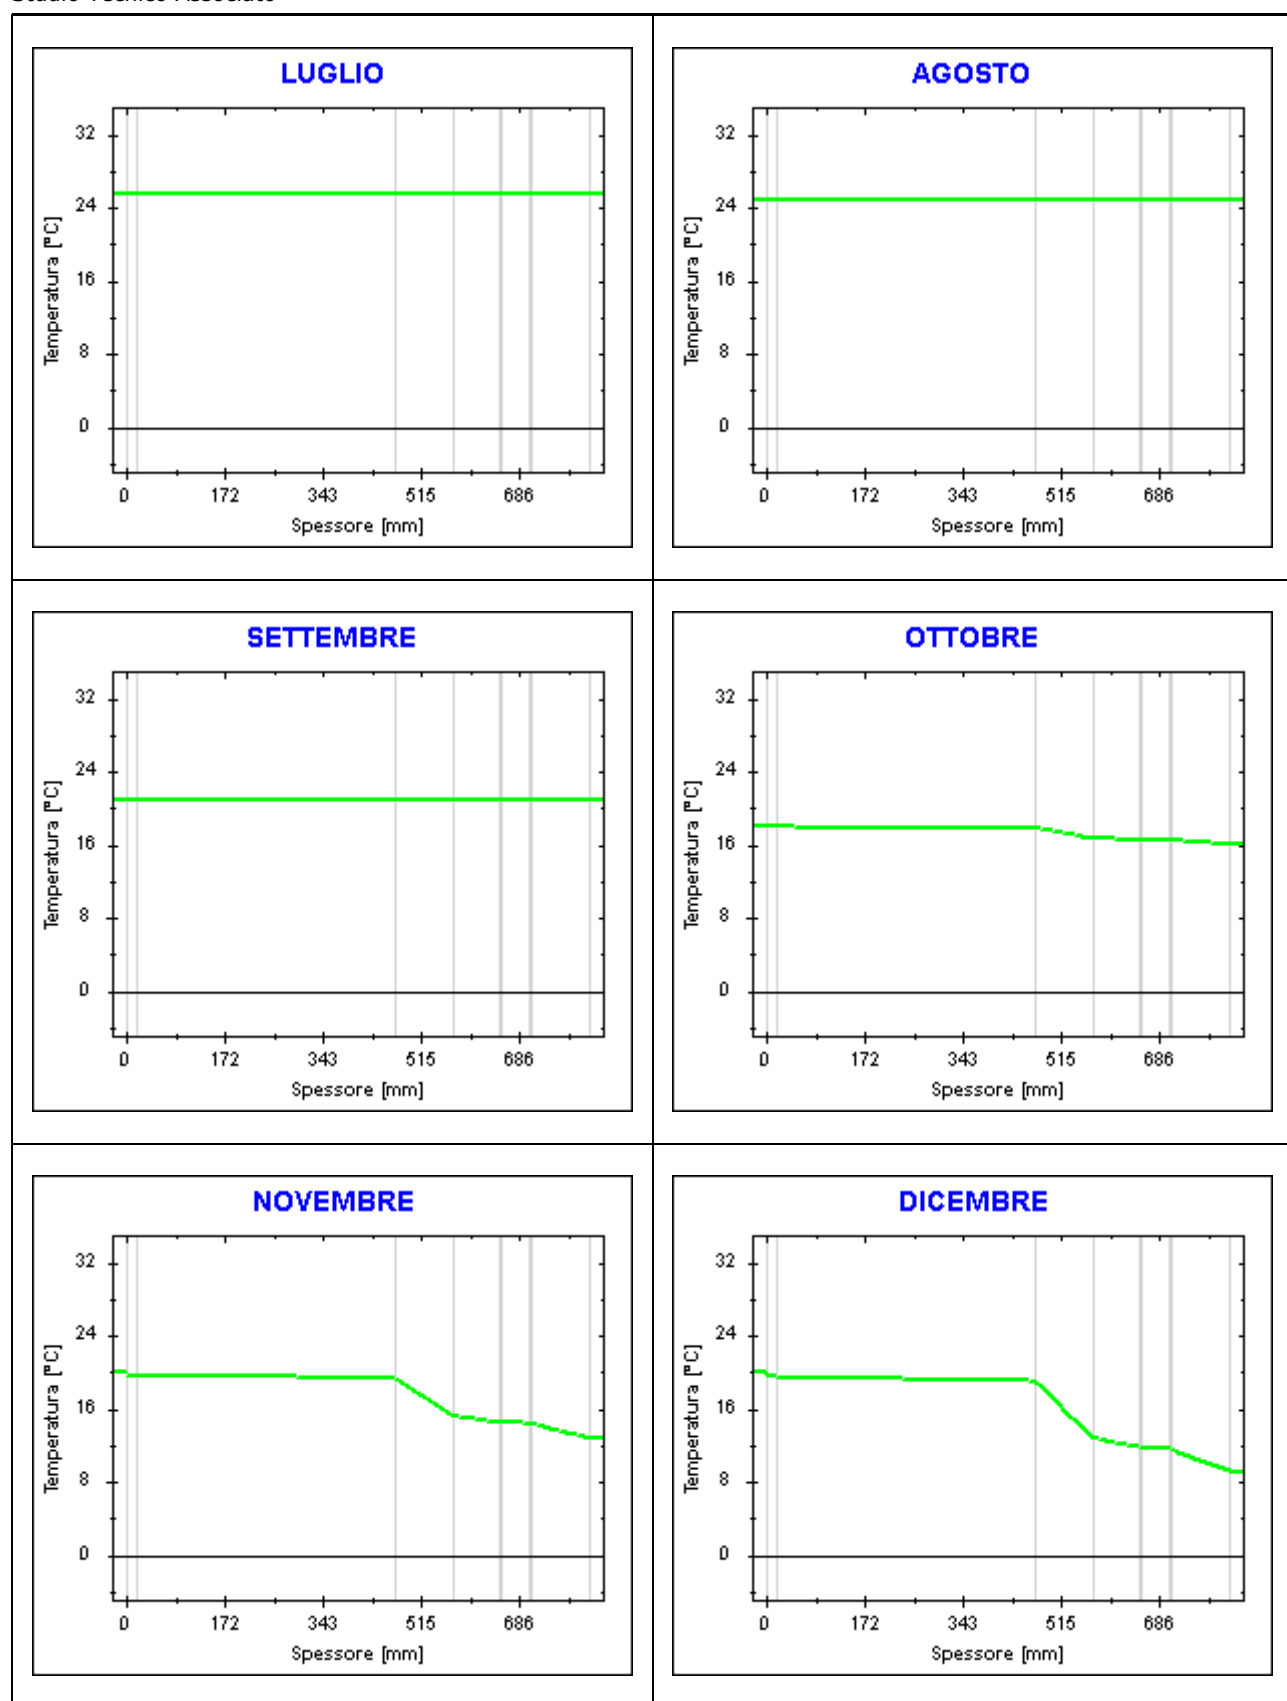 Studio Tecnico Associato
LUGLIO
32
24
16
8
0
Temperatura [°C]
0 172 343 515 686
Spessore [mm]
AGOSTO
32
24
16
8
0
Temperatura [°C]
0 172 343 515 686
Spessore [mm]
SETTEMBRE
32
24
16
8
0
Temperatura [°C]
0 172 343 515 686
Spessore [mm]
OTTOBRE
32
24
16
8
0
Temperatura [°C]
0 172 343 515 686
Spessore [mm]
NOVEMBRE
32
24
16
8
0
Temperatura [°C]
0 172 343 515 686
Spessore [mm]
DICEMBRE
32
24
16
8
0
Temperatura [°C]
0 172 343 515 686
Spessore [mm]